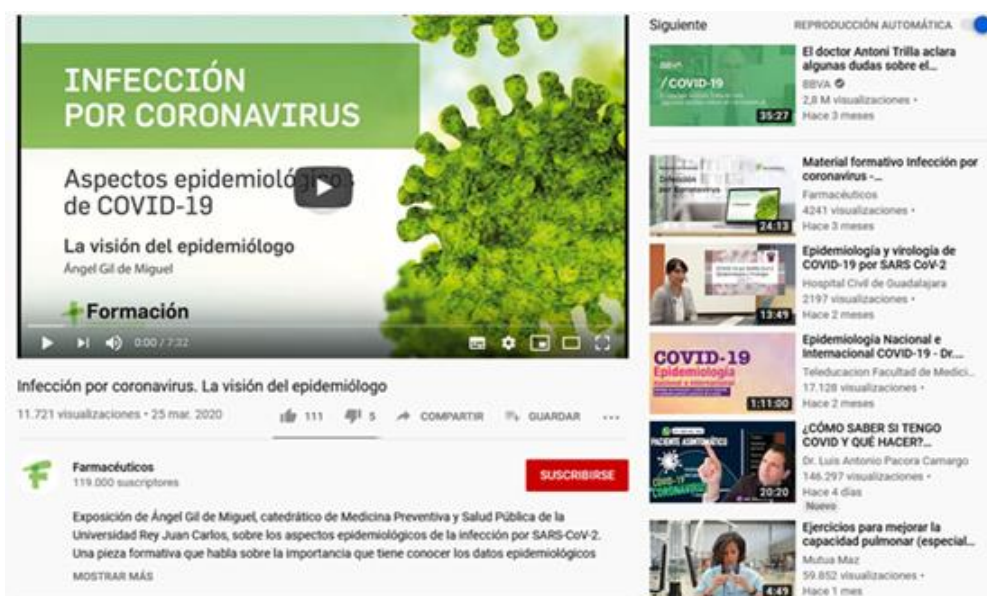 INFECCIÓN
POR CORONAVIRUS
Aspectos epidemiológicos
de COVID-19
La visión del epidemiólogo
Ángel Gil de Miguel
Formación
0:00 / 7:32
Infección por coronavirus. La visión del epidemiólogo
11.721 visualizaciones • 25 mar. 2020
111
5
COMPARTIR
GUARDAR
Farmacéuticos
119.000 suscriptores
SUSCRIBIRSE
Exposición de Ángel Gil de Miguel, catedrático de Medicina Preventiva y Salud Pública de la
Universidad Rey Juan Carlos, sobre los aspectos epidemiológicos de la infección por SARS-CoV-2.
Una pieza formativa que habla sobre la importancia que tiene conocer los datos epidemiológicos
MOSTRAR MÁS
Siguiente
REPRODUCCIÓN AUTOMÁTICA
BBVA
/COVID-19
35:27
El doctor Antoni Trilla aclara
algunas dudas sobre el...
BBVA
2,8 M visualizaciones •
Hace 3 meses
24:13
Material formativo Infección por
coronavirus -...
Farmacéuticos
4241 visualizaciones •
Hace 3 meses
13:49
Epidemiología y virología de
COVID-19 por SARS CoV-2
Hospital Civil de Guadalajara
2197 visualizaciones •
Hace 2 meses
COVID-19
Epidemiología
nacional e internacional
1:11:00
Epidemiología Nacional e
Internacional COVID-19 - Dr....
Teleducacion Facultad de Medici...
17.128 visualizaciones •
Hace 2 meses
PACIENTE ASINTOMÁTICO
COVID-19
CORONAVIRUS
20:20
¿CÓMO SABER SI TENGO
COVID Y QUÉ HACER?...
Dr. Luis Antonio Pacora Camargo
146.297 visualizaciones •
Hace 4 días
Nuevo
4:49
Ejercicios para mejorar la
capacidad pulmonar (especial...
Mutua Maz
59.852 visualizaciones •
Hace 1 mes